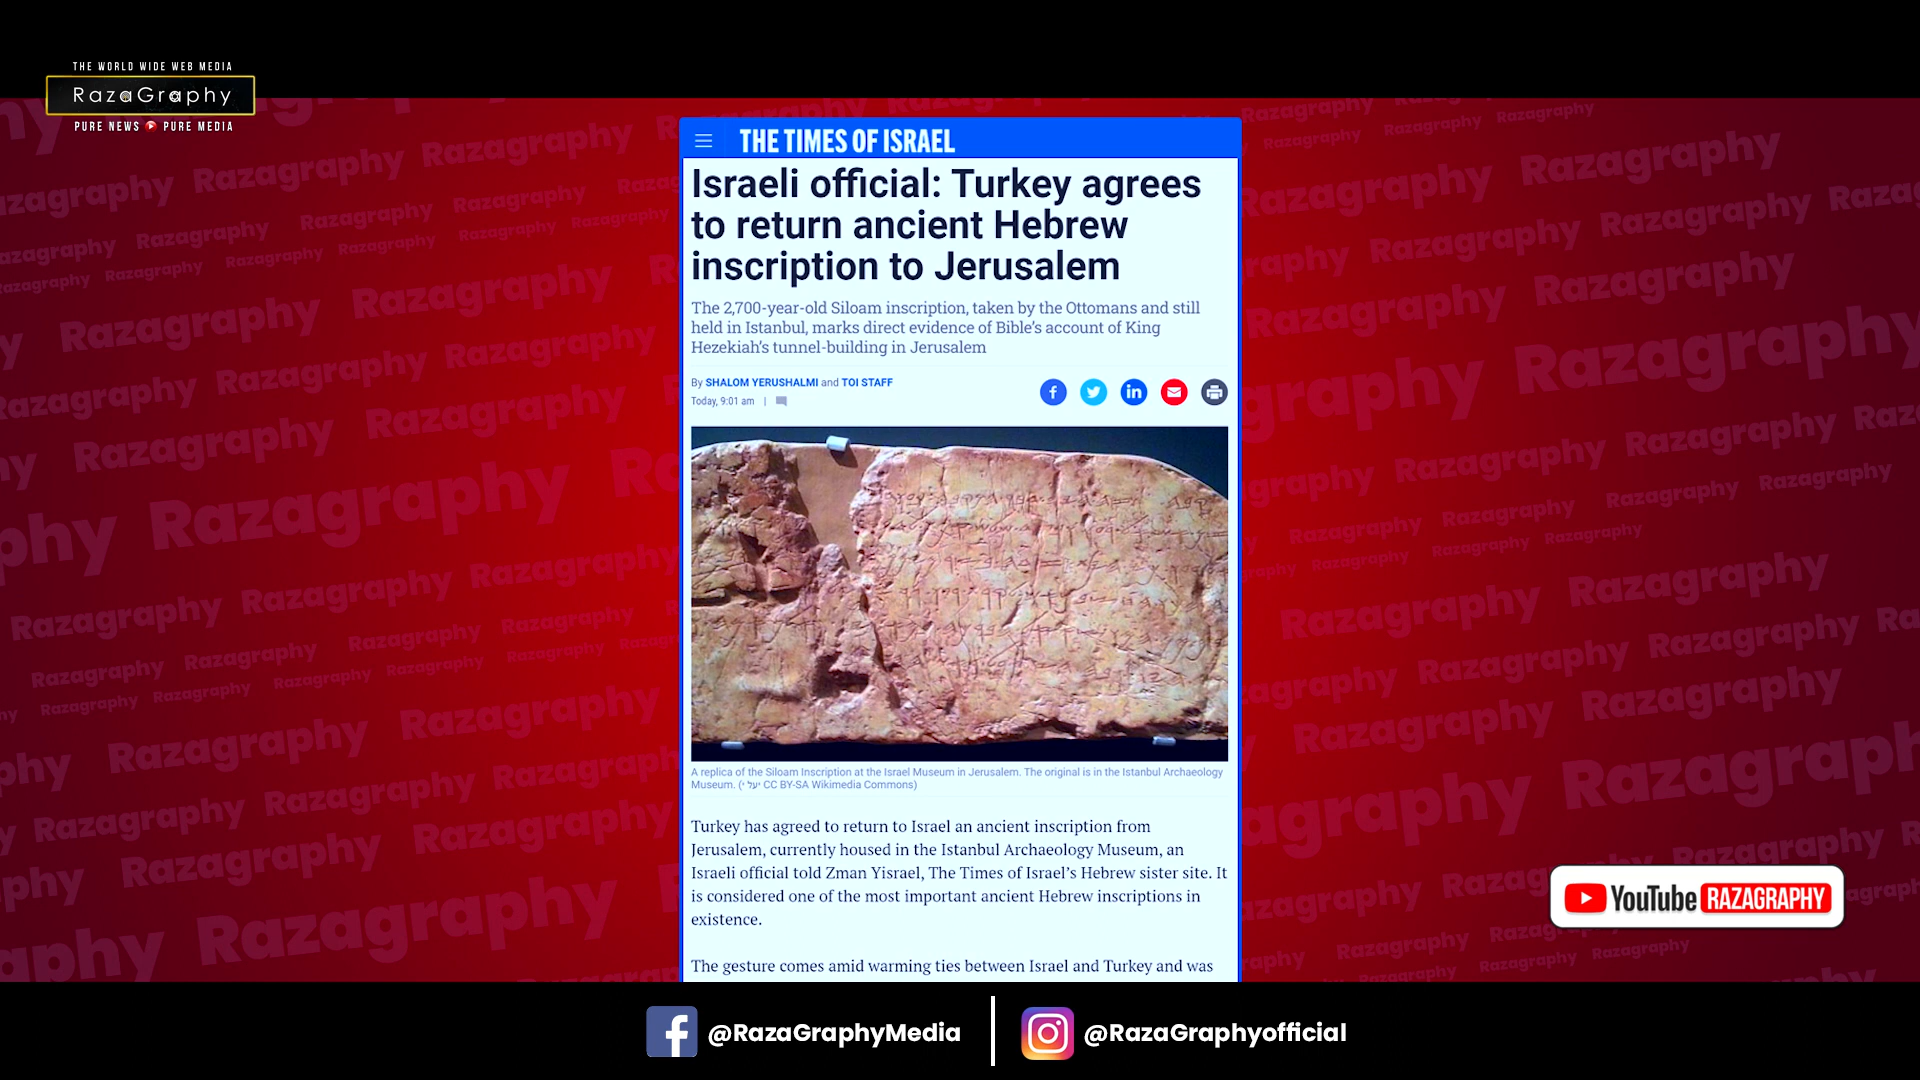 THE WORLD WIDE WEB MEDIA
RazaGraphy
PURE NEWS PURE MEDIA
THE TIMES OF ISRAEL
Israeli official: Turkey agrees
to return ancient Hebrew
inscription to Jerusalem
The 2,700-year-old Siloam inscription, taken by the Ottomans and still
held in Istanbul, marks direct evidence of Bible's account of King
Hezekiah's tunnel-building in Jerusalem
By SHALOM YERUSHALMI and TOI STAFF
Today, 9:01 am |
A replica of the Siloam Inscription at the Israel Museum in Jerusalem. The original is in the Istanbul Archaeology
Museum. (יעל י CC BY-SA Wikimedia Commons)
Turkey has agreed to return to Israel an ancient inscription from
Jerusalem, currently housed in the Istanbul Archaeology Museum, an
Israeli official told Zman Yisrael, The Times of Israel's Hebrew sister site. It
is considered one of the most important ancient Hebrew inscriptions in
existence.
The gesture comes amid warming ties between Israel and Turkey and was
YouTube RAZAGRAPHY
@RazaGraphyMedia
@RazaGraphyofficial